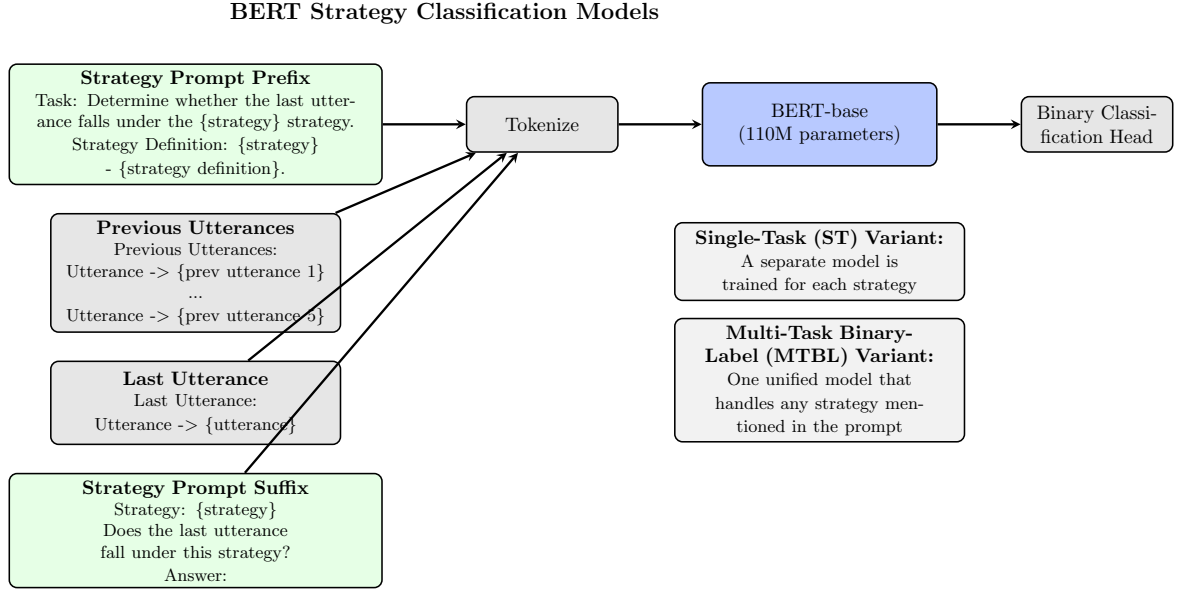 BERT Strategy Classification Models
Strategy Prompt Prefix
Task: Determine whether the last utter-
ance falls under the {strategy} strategy.
Strategy Definition: {strategy}
- {strategy definition}.
Tokenize
BERT-base
(110M parameters)
Binary Classi-
fication Head
Previous Utterances
Previous Utterances:
Utterance -> {prev utterance 1}
...
Utterance -> {prev utterance 5}
Single-Task (ST) Variant:
A separate model is
trained for each strategy
Multi-Task Binary-
Label (MTBL) Variant:
One unified model that
handles any strategy men-
tioned in the prompt
Last Utterance
Last Utterance:
Utterance -> {utterance}
Strategy Prompt Suffix
Strategy: {strategy}
Does the last utterance
fall under this strategy?
Answer: